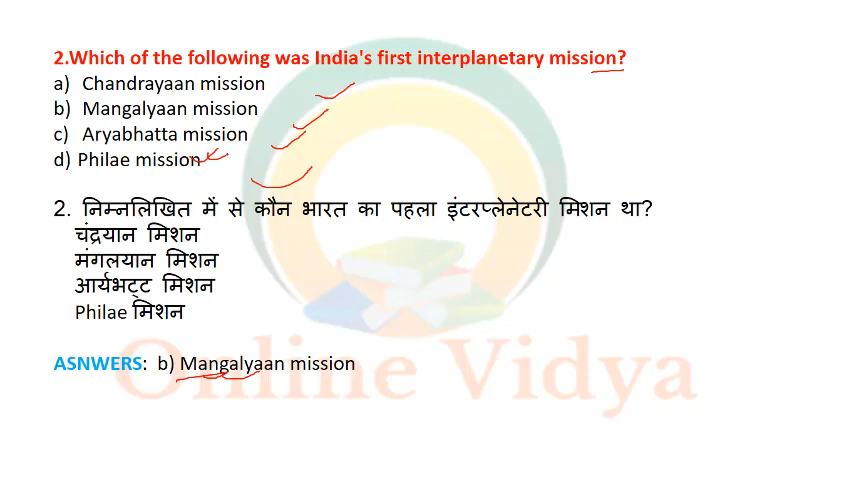 2.Which of the following was India's first interplanetary mission?
a) Chandrayaan mission
b) Mangalyaan mission
c) Aryabhatta mission
d) Philae mission
2. निम्नलिखित में से कौन भारत का पहला इंटरप्लेनेटरी मिशन था?
चंद्रयान मिशन
मंगलयान मिशन
आर्यभट्ट मिशन
Philae मिशन
ASNWERS: b) Mangalyaan mission
Online Vidya